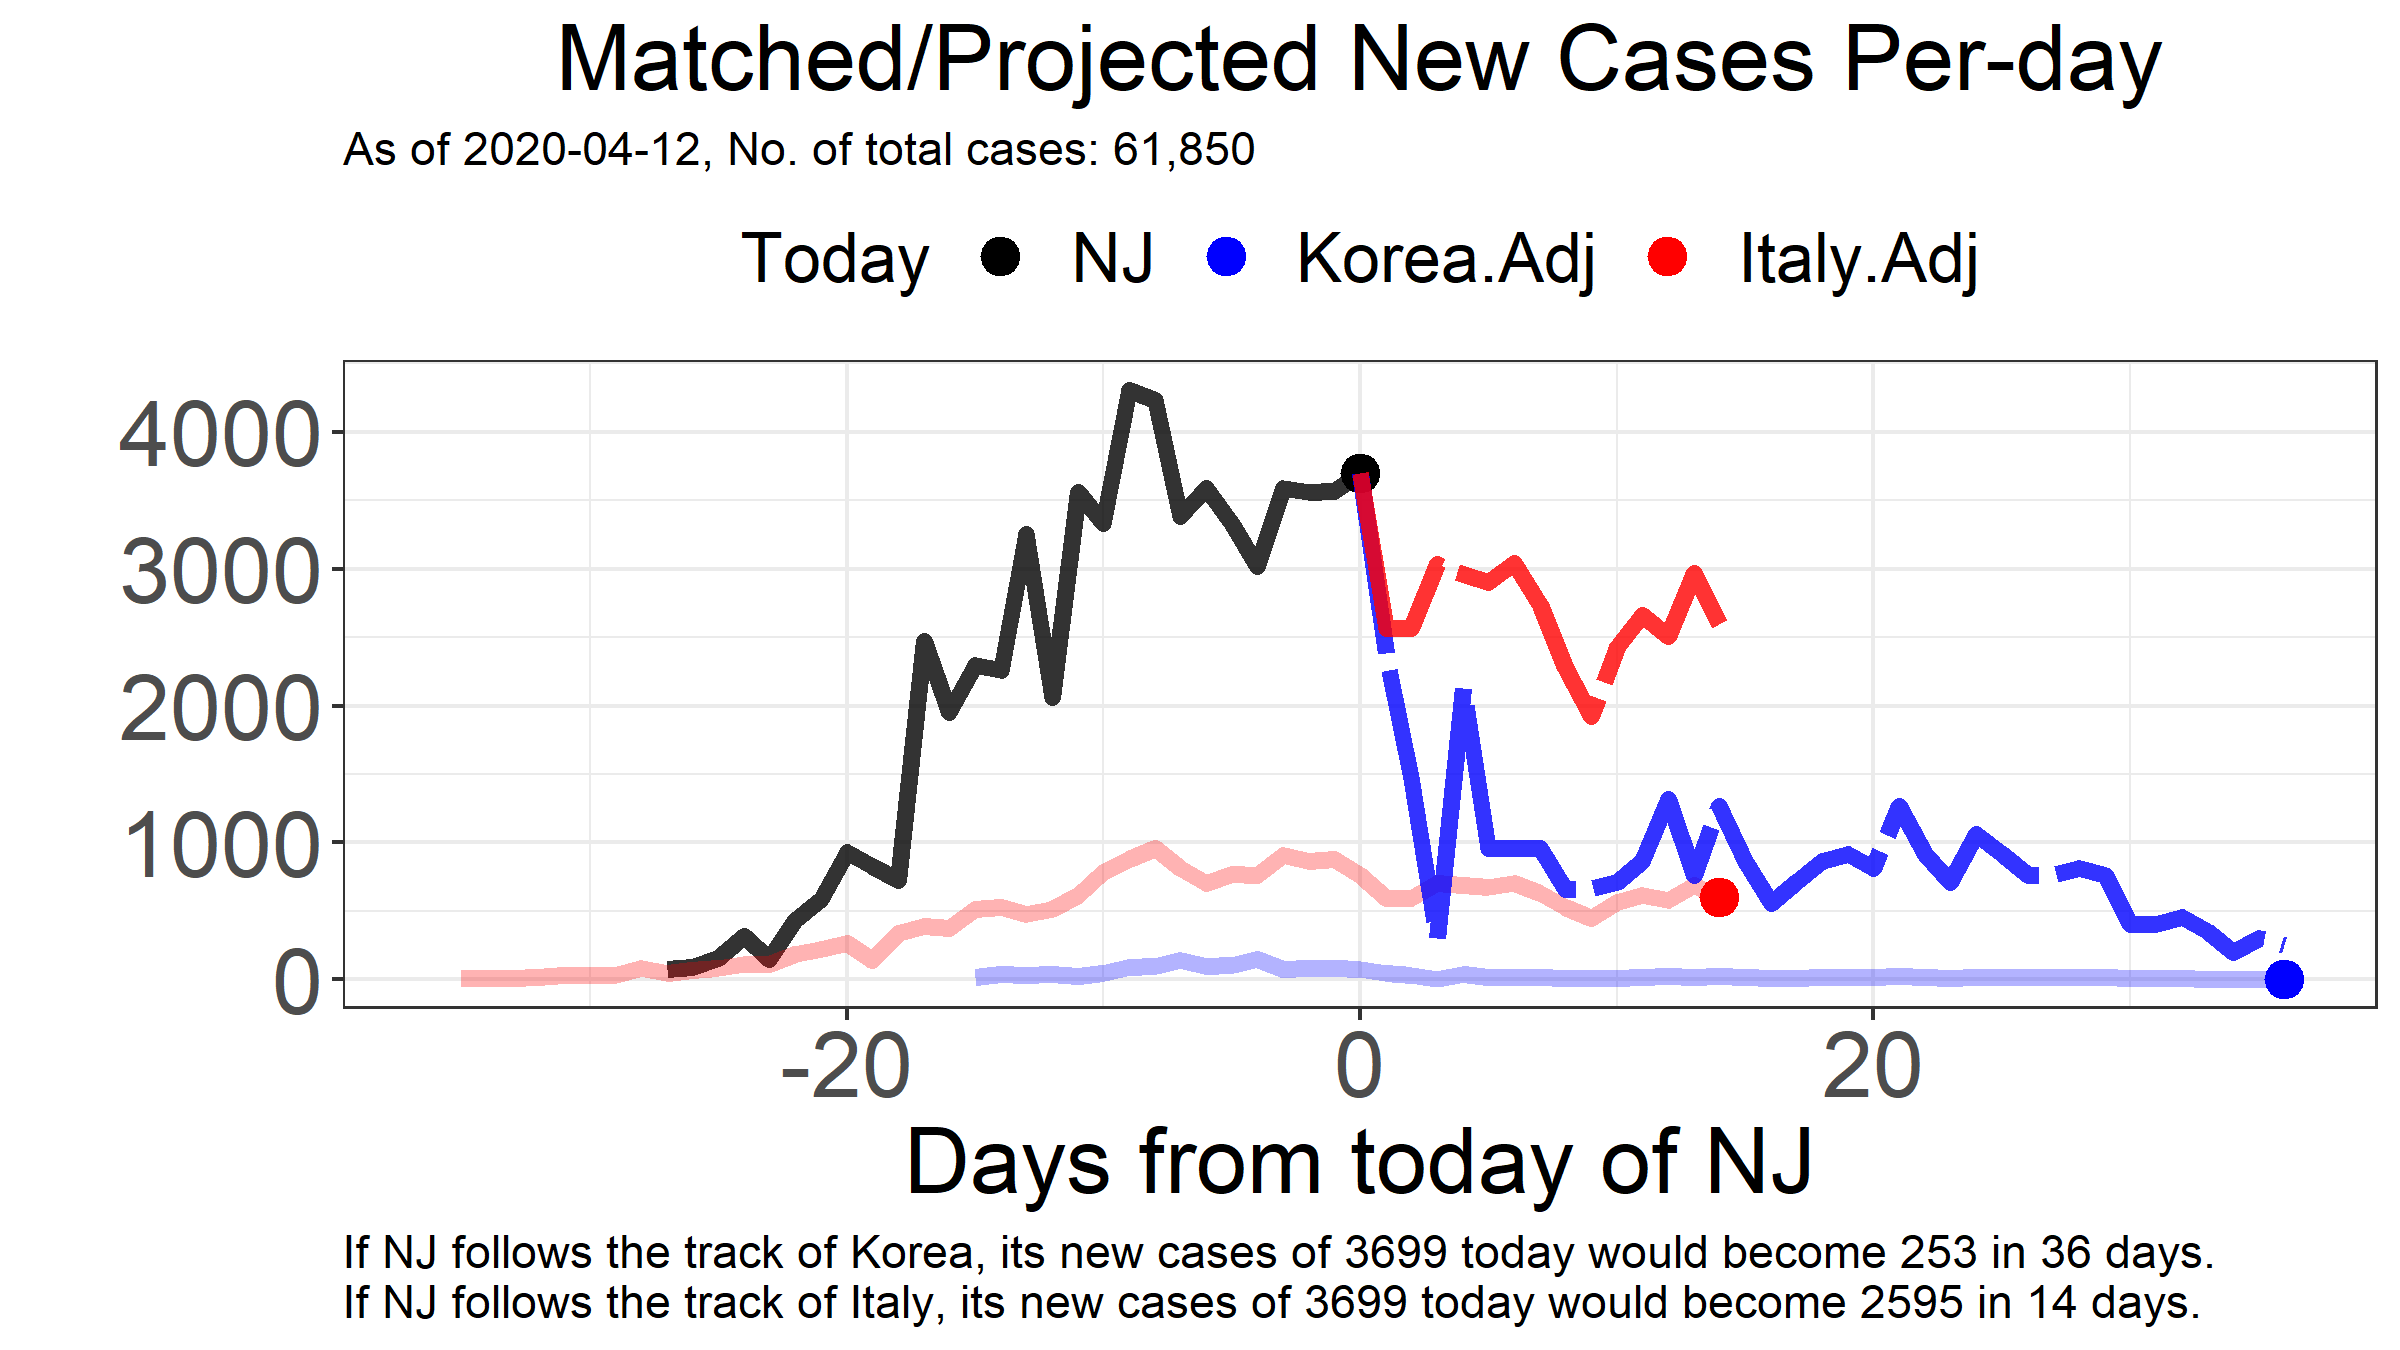 Matched/Projected New Cases Per-day
As of 2020-04-12, No. of total cases: 61,850
Today NJ Korea.Adj Italy.Adj
4000
3000
2000
1000
0
-20 0 20
Days from today of NJ
If NJ follows the track of Korea, its new cases of 3699 today would become 253 in 36 days.
If NJ follows the track of Italy, its new cases of 3699 today would become 2595 in 14 days.